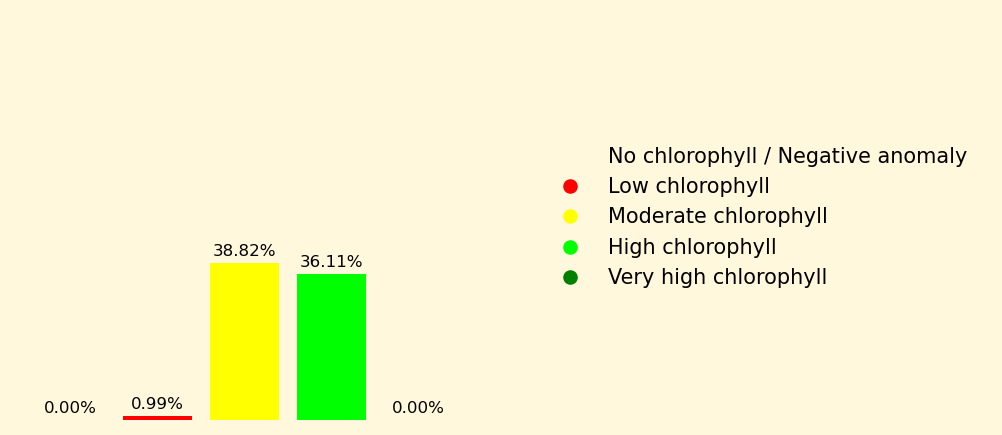 No chlorophyll / Negative anomaly
Low chlorophyll
Moderate chlorophyll
High chlorophyll
Very high chlorophyll
38.82%
36.11%
0.99%
0.00%
0.00%